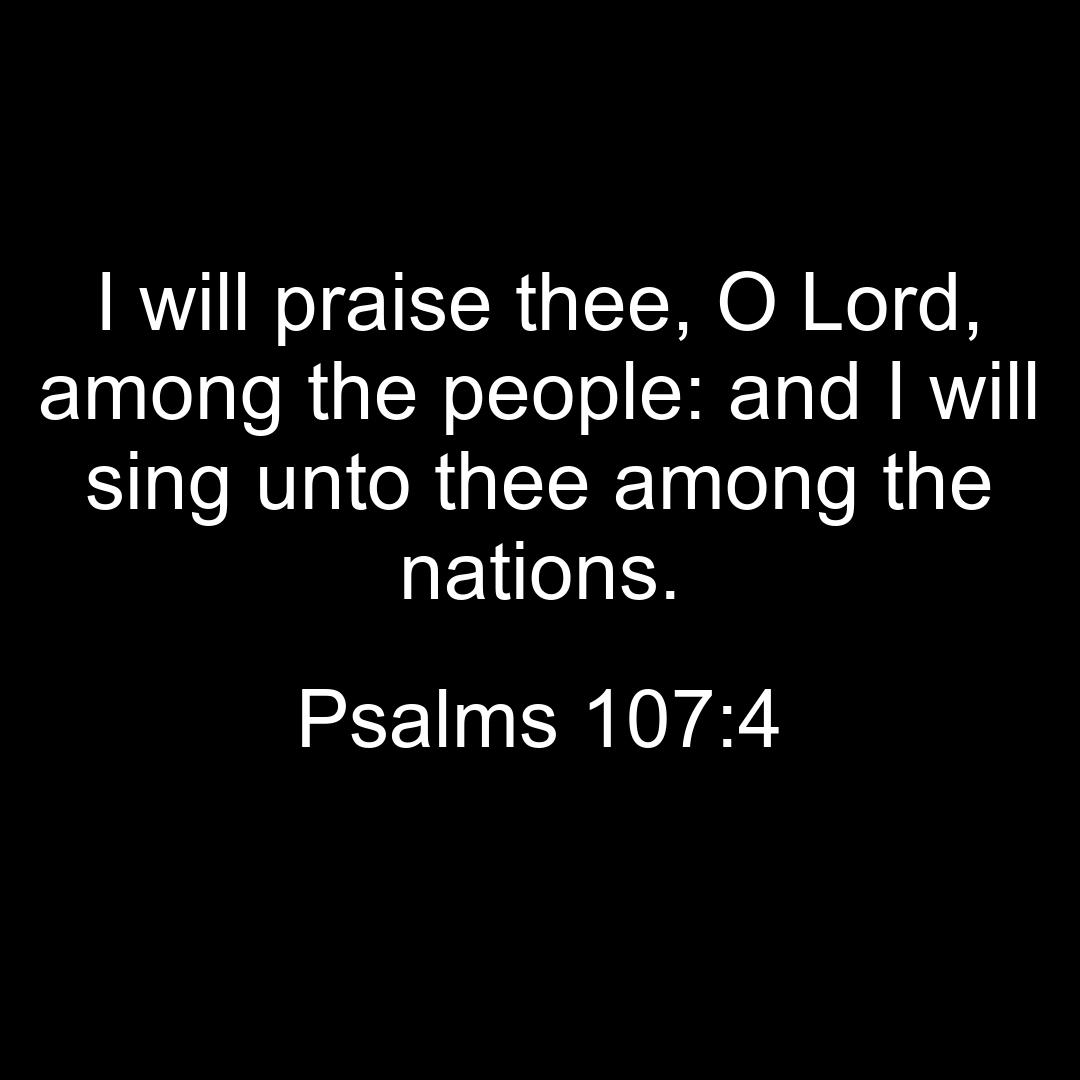 I will praise thee, O Lord,
among the people: and I will
sing unto thee among the
nations.
Psalms 107:4